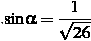 .sin α = 1/√26